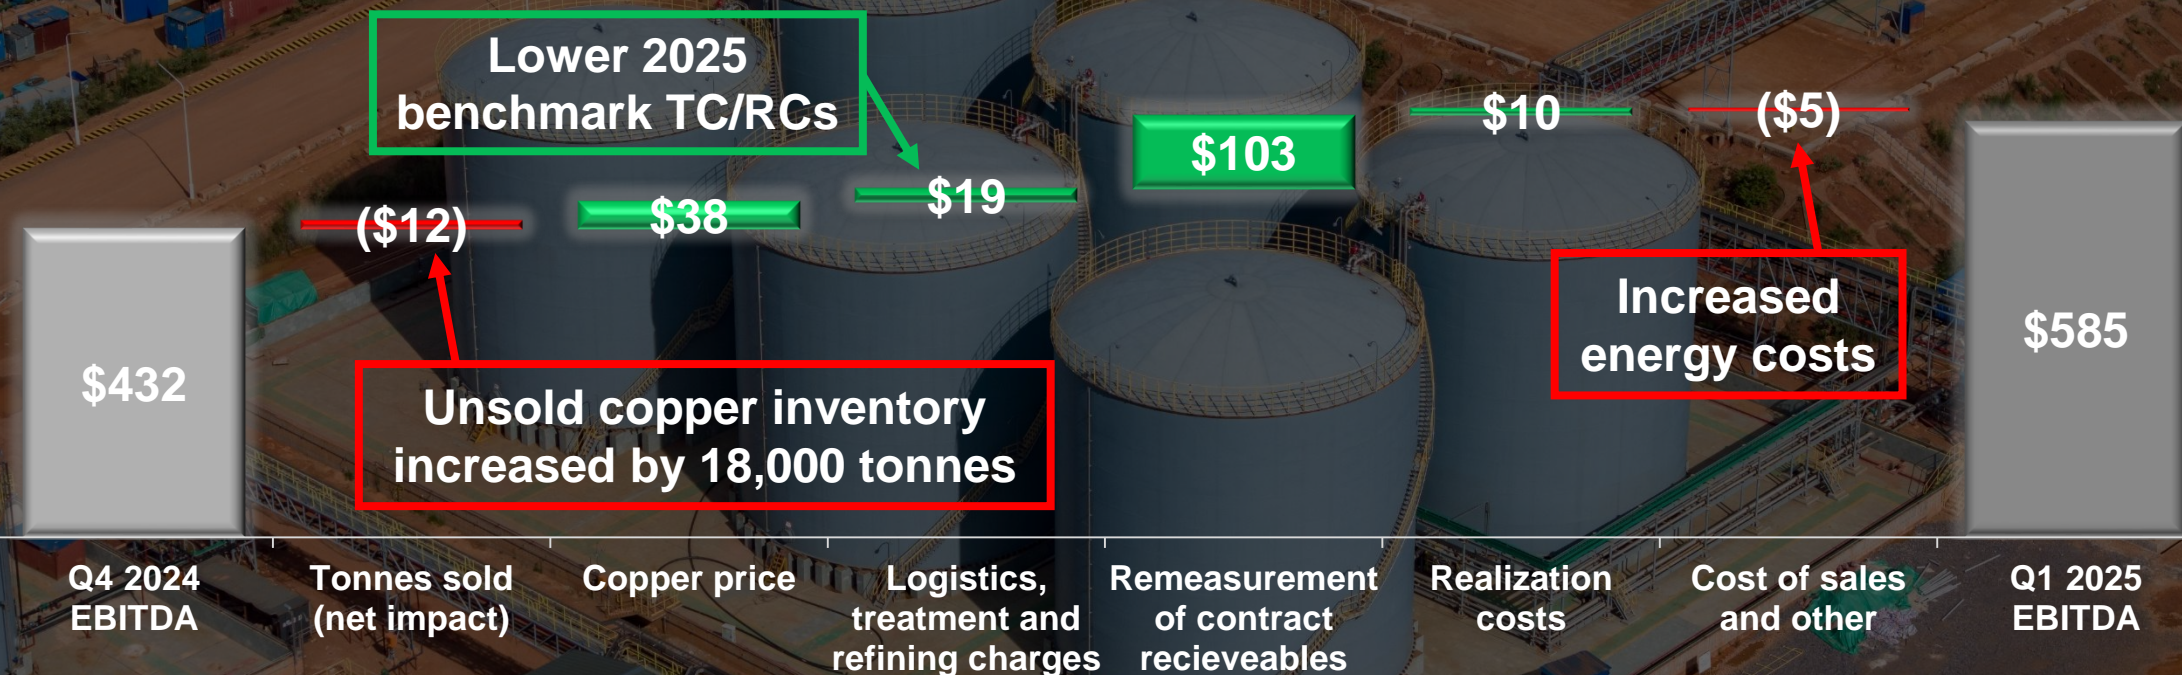 Lower 2025
benchmark TC/RCs
$432
($12)
$38
$19
$103
$10
($5)
$585
Unsold copper inventory
increased by 18,000 tonnes
Increased
energy costs
Q4 2024
EBITDA
Tonnes sold
(net impact)
Copper price
Logistics,
treatment and
refining charges
Remeasurement
of contract
recieveables
Realization
costs
Cost of sales
and other
Q1 2025
EBITDA